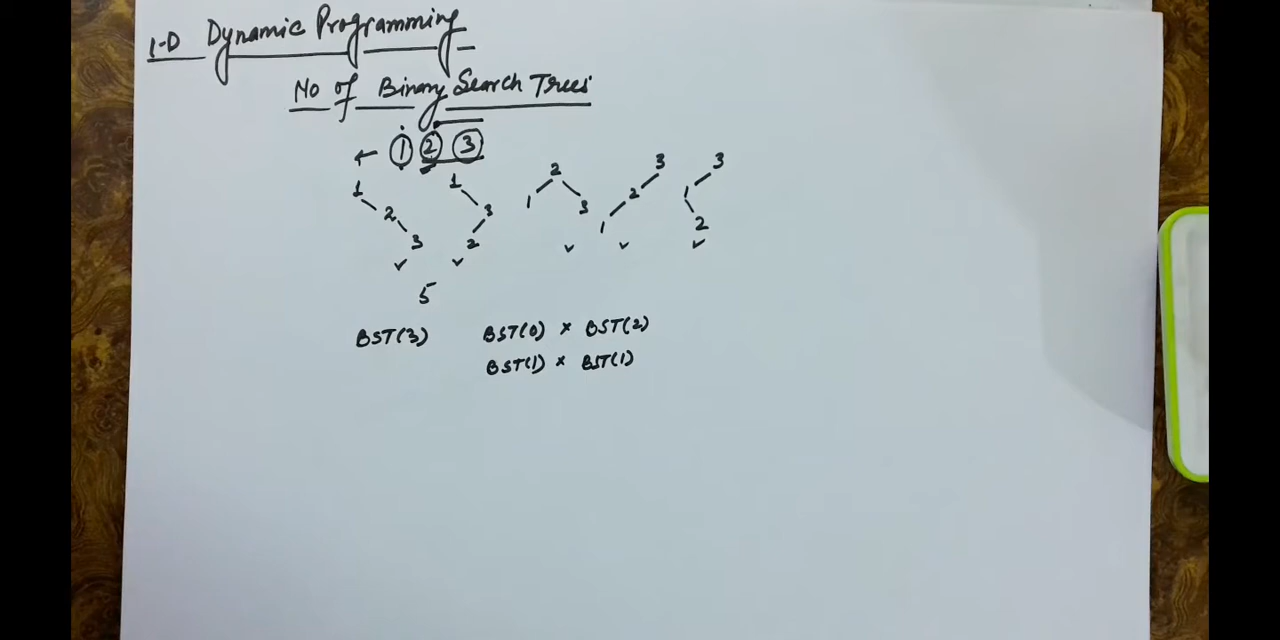 1-D Dynamic Programming
No of Binary Search Trees
← 1 2 3
1 1 2 3 3
2 3 1 3 2 1
3 2 1 2
✓ ✓ ✓ ✓ ✓
5
BST(3) BST(0) × BST(2)
BST(1) × BST(1)